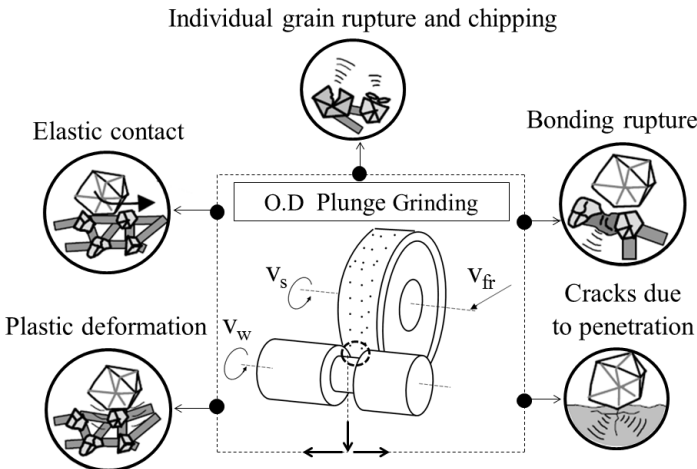 Individual grain rupture and chipping
Elastic contact
Bonding rupture
O.D Plunge Grinding
vs
vfr
Cracks due
to penetration
Plastic deformation
vw